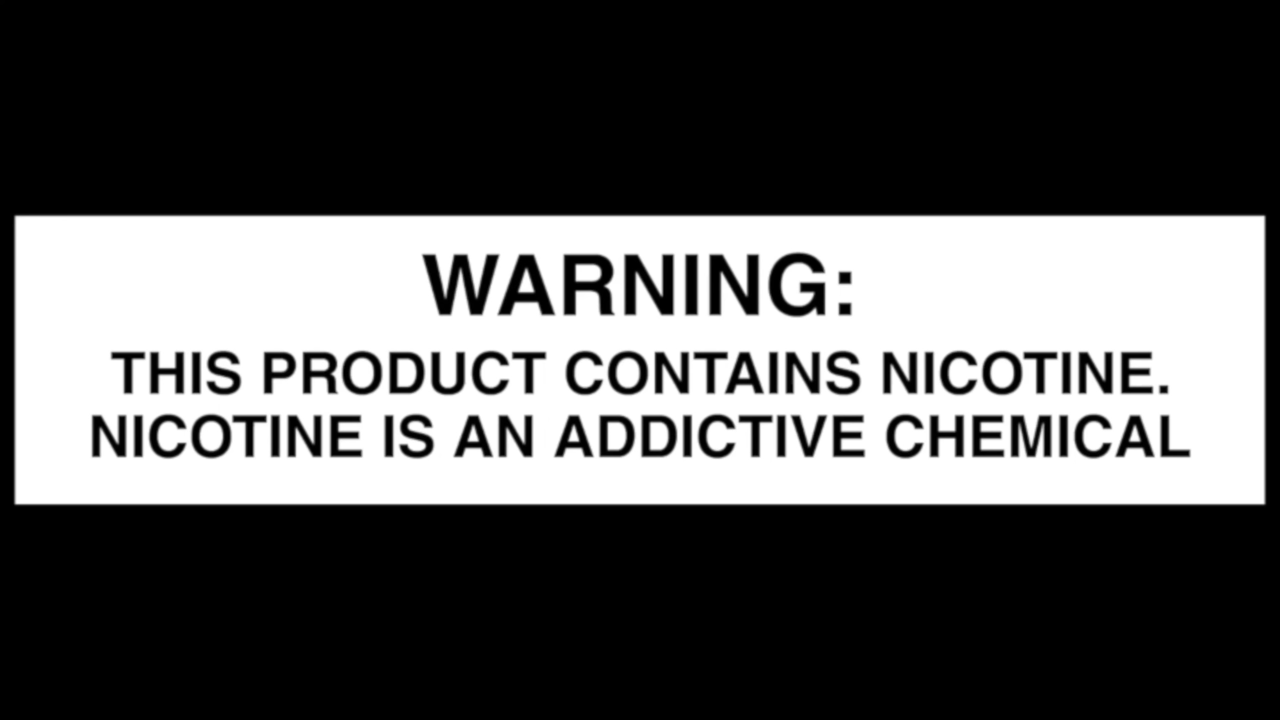 WARNING:
THIS PRODUCT CONTAINS NICOTINE.
NICOTINE IS AN ADDICTIVE CHEMICAL